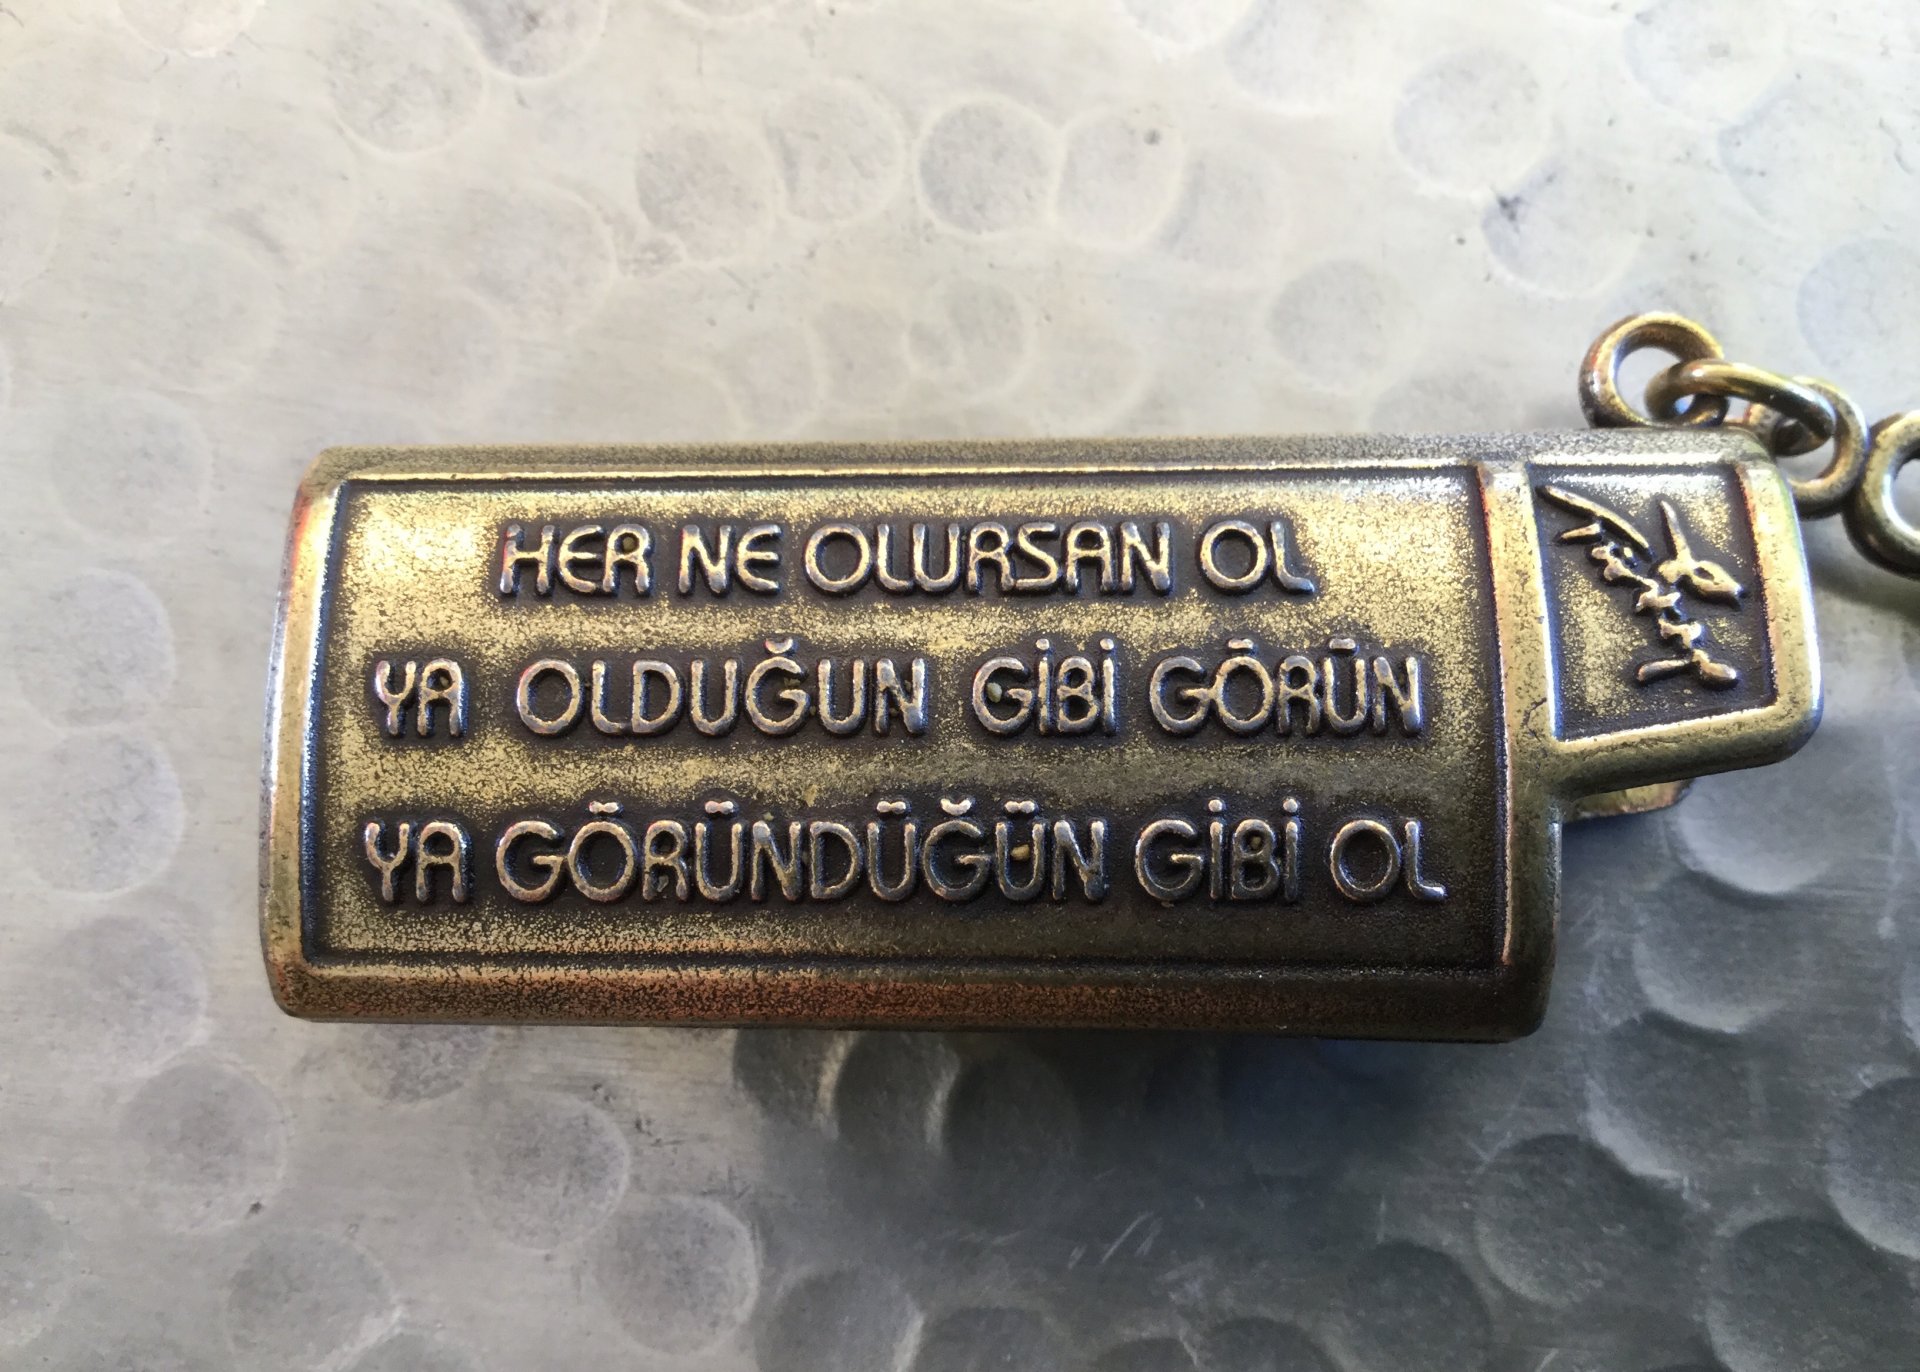 HER NE OLURSAN OL
YA OLDUĞUN GİBİ GÖRÜN
YA GÖRÜNDÜĞÜN GİBİ OL